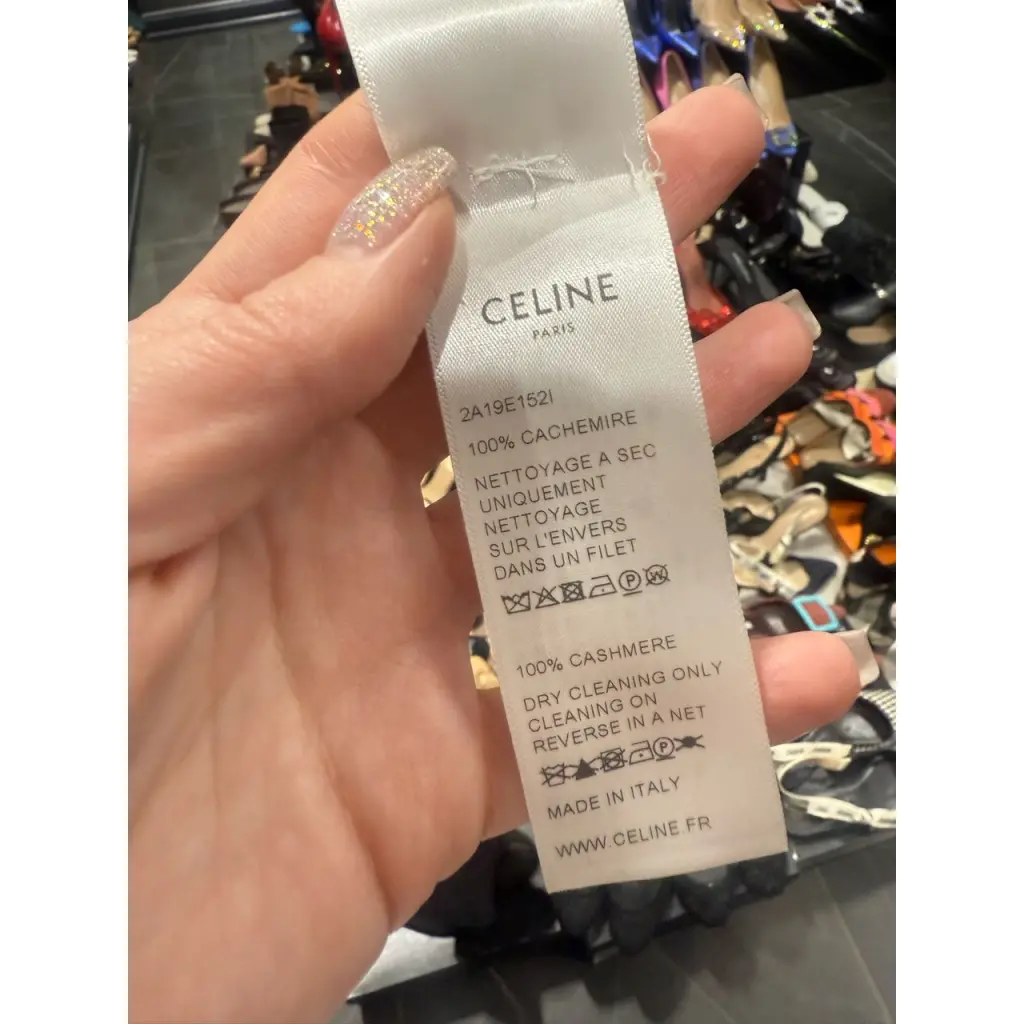 CELINE
PARIS
2A19E152I
100% CACHEMIRE
NETTOYAGE A SEC
UNIQUEMENT
NETTOYAGE
SUR L'ENVERS
DANS UN FILET
P W
100% CASHMERE
DRY CLEANING ONLY
CLEANING ON
REVERSE IN A NET
P
MADE IN ITALY
WWW.CELINE.FR